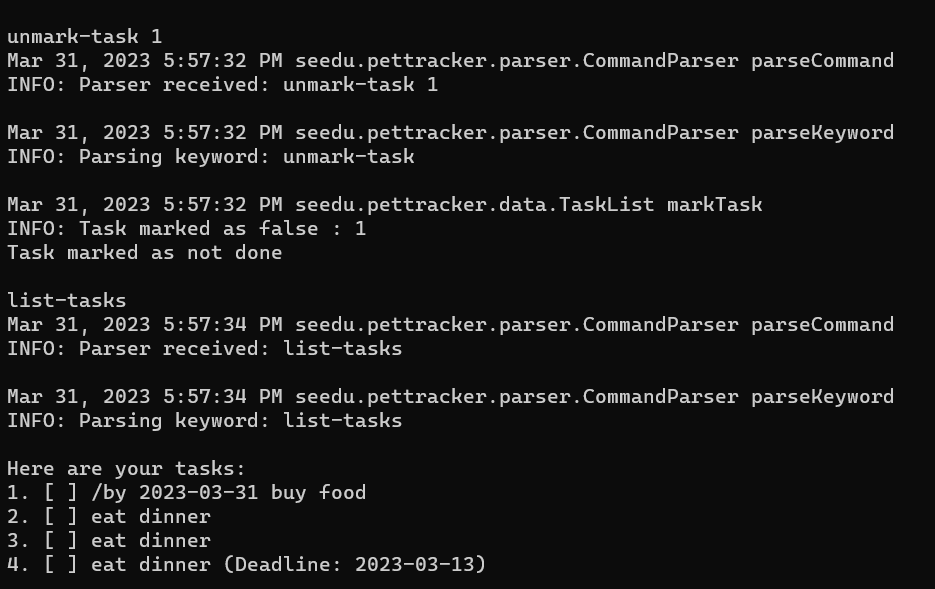 unmark-task 1
Mar 31, 2023 5:57:32 PM seedu.pettracker.parser.CommandParser parseCommand
INFO: Parser received: unmark-task 1
Mar 31, 2023 5:57:32 PM seedu.pettracker.parser.CommandParser parseKeyword
INFO: Parsing keyword: unmark-task
Mar 31, 2023 5:57:32 PM seedu.pettracker.data.TaskList markTask
INFO: Task marked as false : 1
Task marked as not done
list-tasks
Mar 31, 2023 5:57:34 PM seedu.pettracker.parser.CommandParser parseCommand
INFO: Parser received: list-tasks
Mar 31, 2023 5:57:34 PM seedu.pettracker.parser.CommandParser parseKeyword
INFO: Parsing keyword: list-tasks
Here are your tasks:
1. [ ] /by 2023-03-31 buy food
2. [ ] eat dinner
3. [ ] eat dinner
4. [ ] eat dinner (Deadline: 2023-03-13)